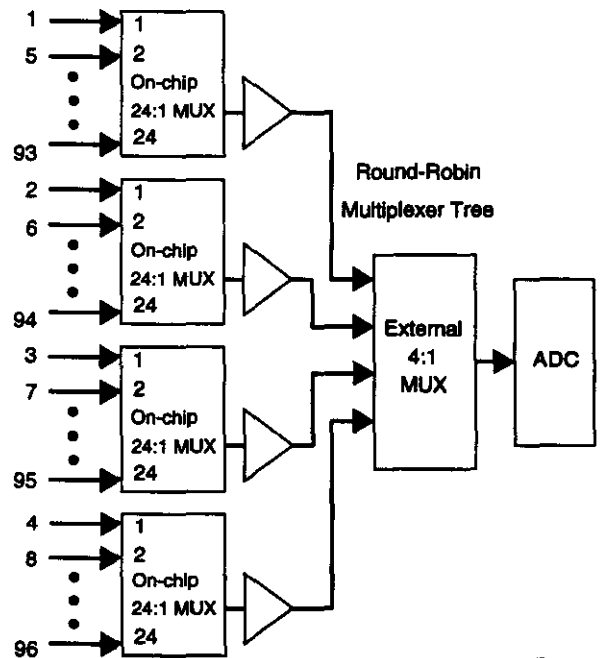 1
1
5
2
On-chip
24:1 MUX
93
24
Round-Robin
Multiplexer Tree
2
1
6
2
On-chip
24:1 MUX
94
24
External
4:1
MUX
ADC
3
1
7
2
On-chip
24:1 MUX
95
24
4
1
8
2
On-chip
24:1 MUX
96
24